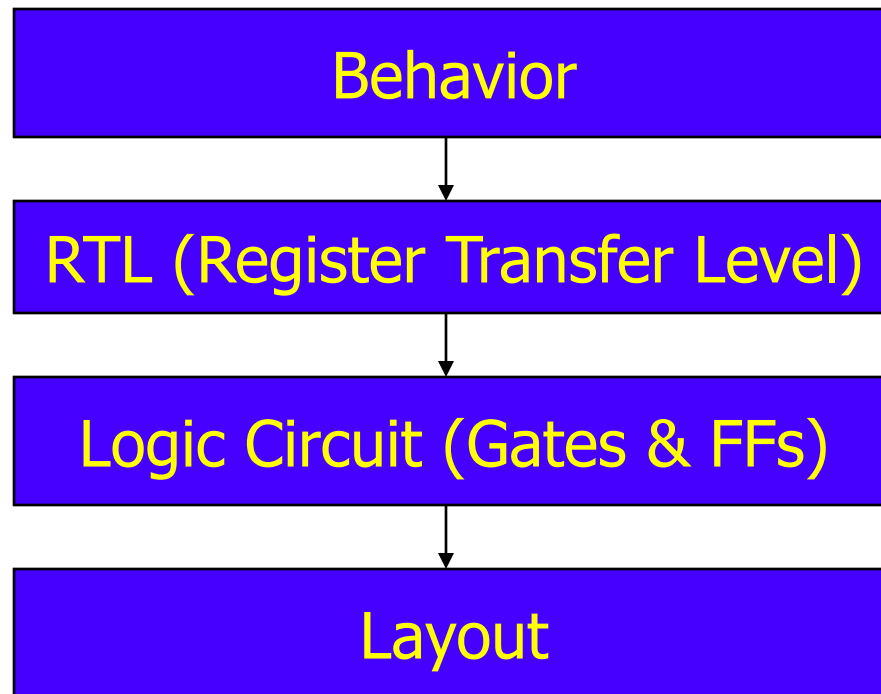 Behavior
RTL (Register Transfer Level)
Logic Circuit (Gates & FFs)
Layout